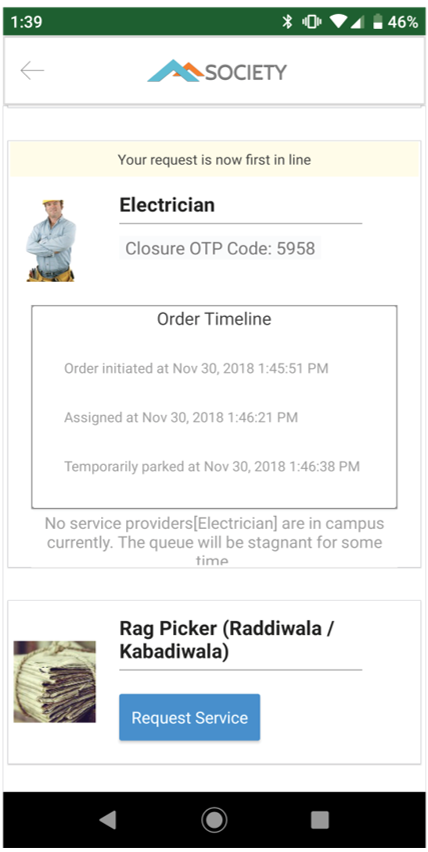 1:39
46%
SOCIETY
Your request is now first in line
Electrician
Closure OTP Code: 5958
Order Timeline
Order initiated at Nov 30, 2018 1:45:51 PM
Assigned at Nov 30, 2018 1:46:21 PM
Temporarily parked at Nov 30, 2018 1:46:38 PM
No service providers[Electrician] are in campus
currently. The queue will be stagnant for some
time
Rag Picker (Raddiwala /
Kabadiwala)
Request Service